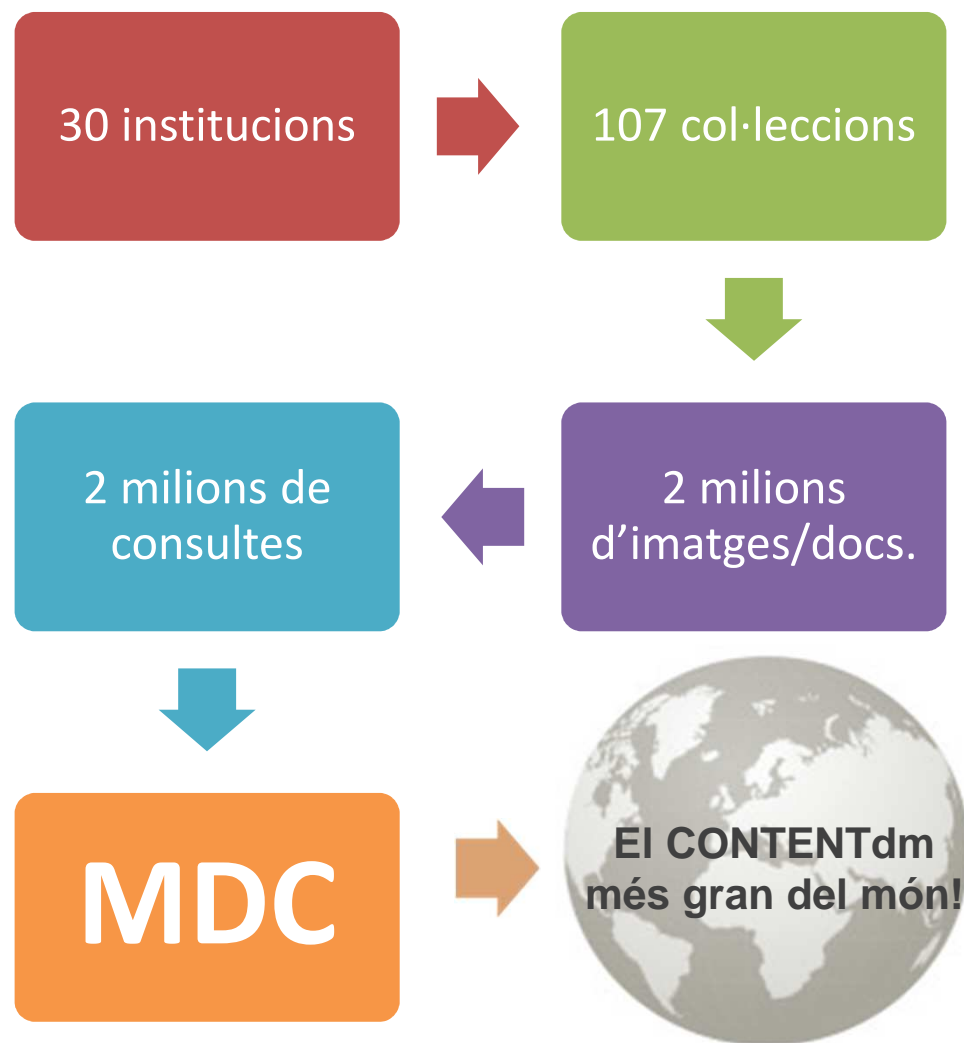 30 institucions
107 col·leccions
2 milions
d’imatges/docs.
2 milions de
consultes
MDC
El CONTENTdm
més gran del món!